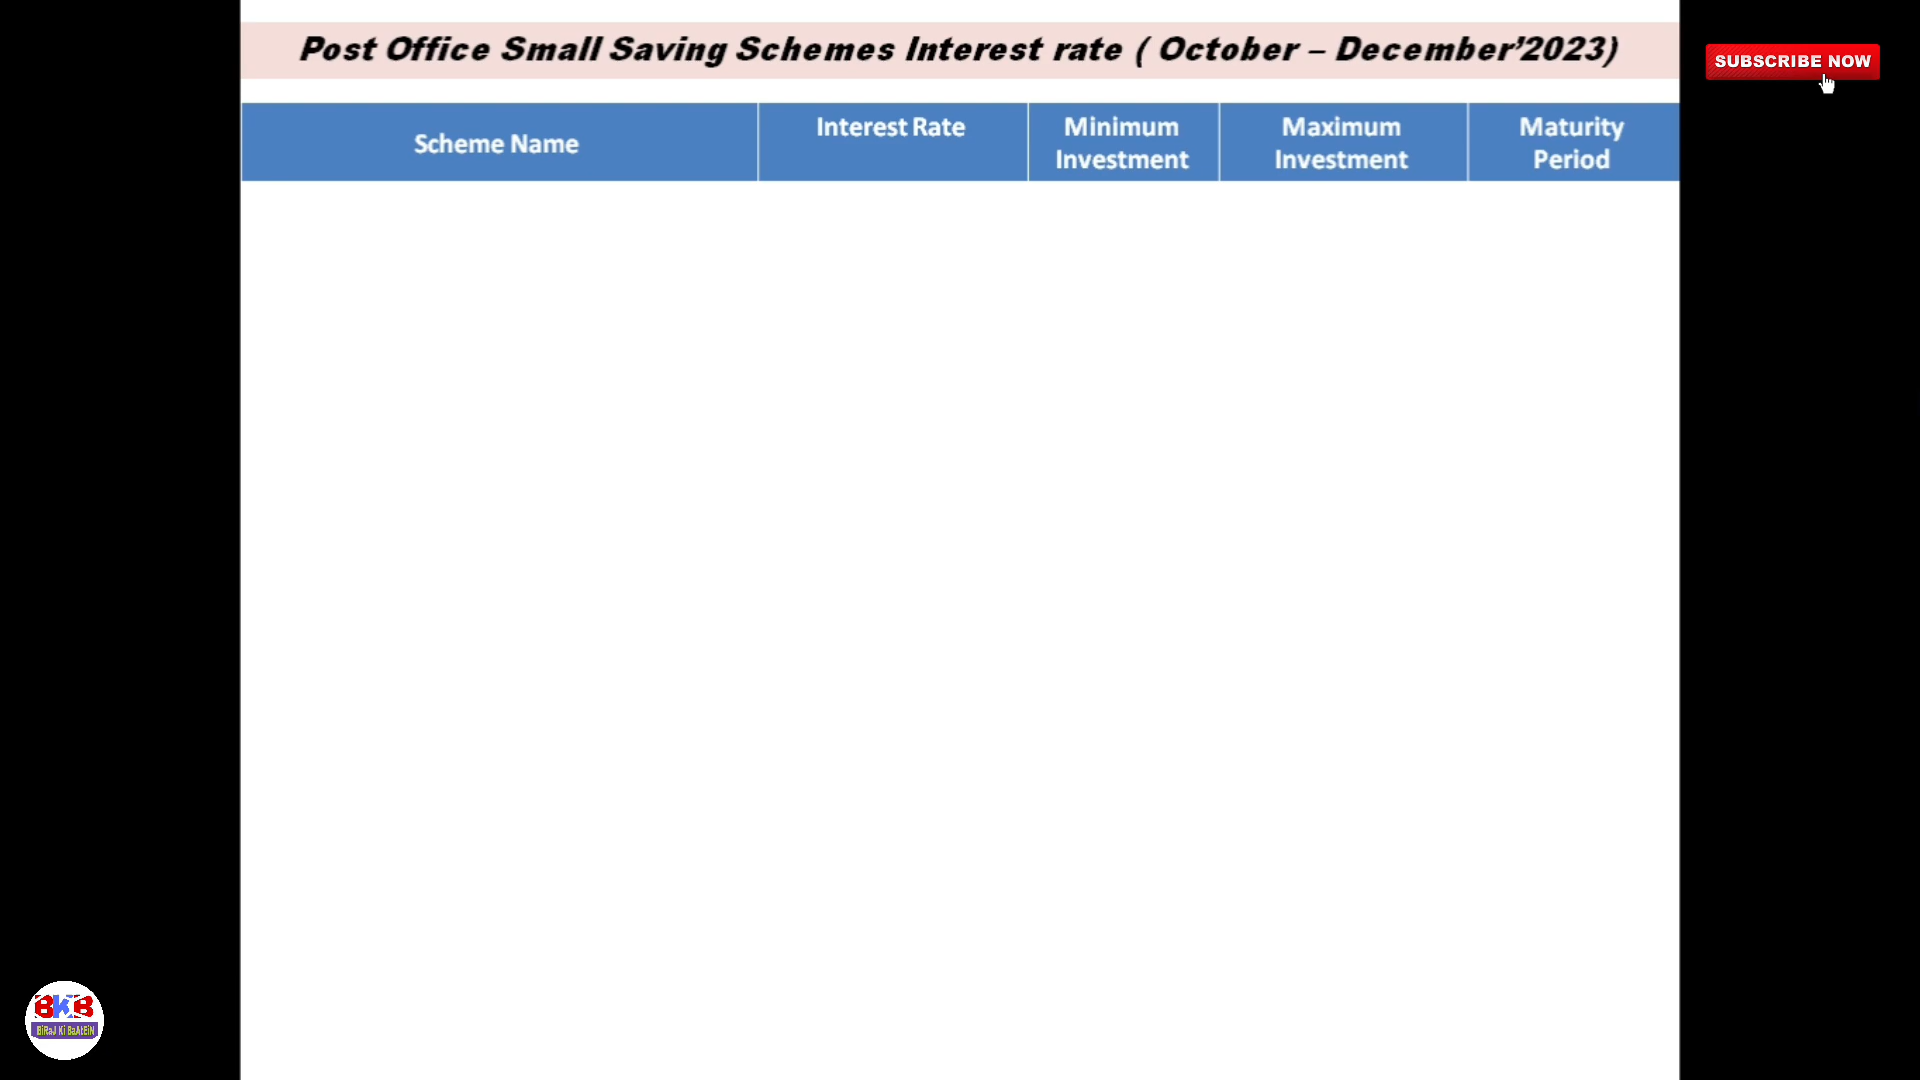 Post Office Small Saving Schemes Interest rate ( October – December’2023)
SUBSCRIBE NOW
Scheme Name
Interest Rate
Minimum
Investment
Maximum
Investment
Maturity
Period
BKB
BiRaJ Ki BaAtEiN